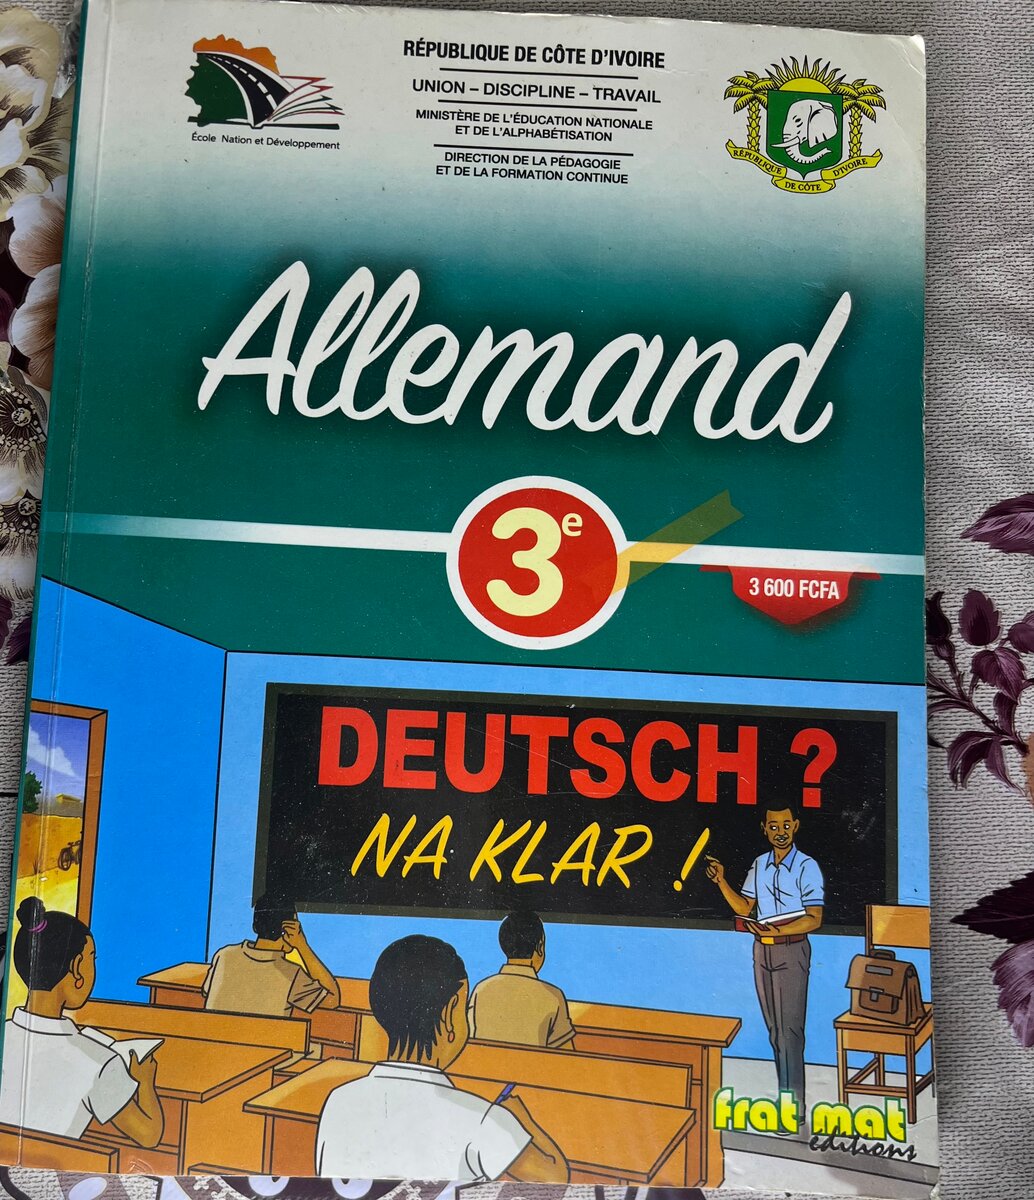 École Nation et Développement
RÉPUBLIQUE DE CÔTE D'IVOIRE
UNION – DISCIPLINE – TRAVAIL
MINISTÈRE DE L'ÉDUCATION NATIONALE
ET DE L'ALPHABÉTISATION
DIRECTION DE LA PÉDAGOGIE
ET DE LA FORMATION CONTINUE
RÉPUBLIQUE DE CÔTE D'IVOIRE
Allemand
3e
3 600 FCFA
DEUTSCH ?
NA KLAR !
frat mat
éditions